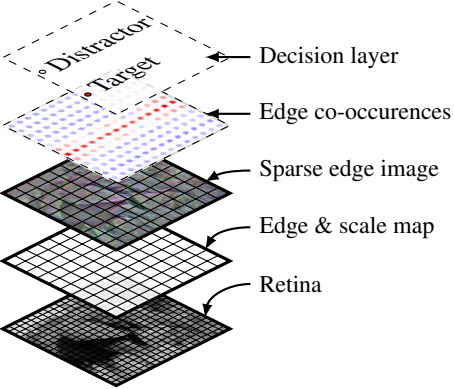 Distractor
Target
Decision layer
Edge co-occurences
Sparse edge image
Edge & scale map
Retina